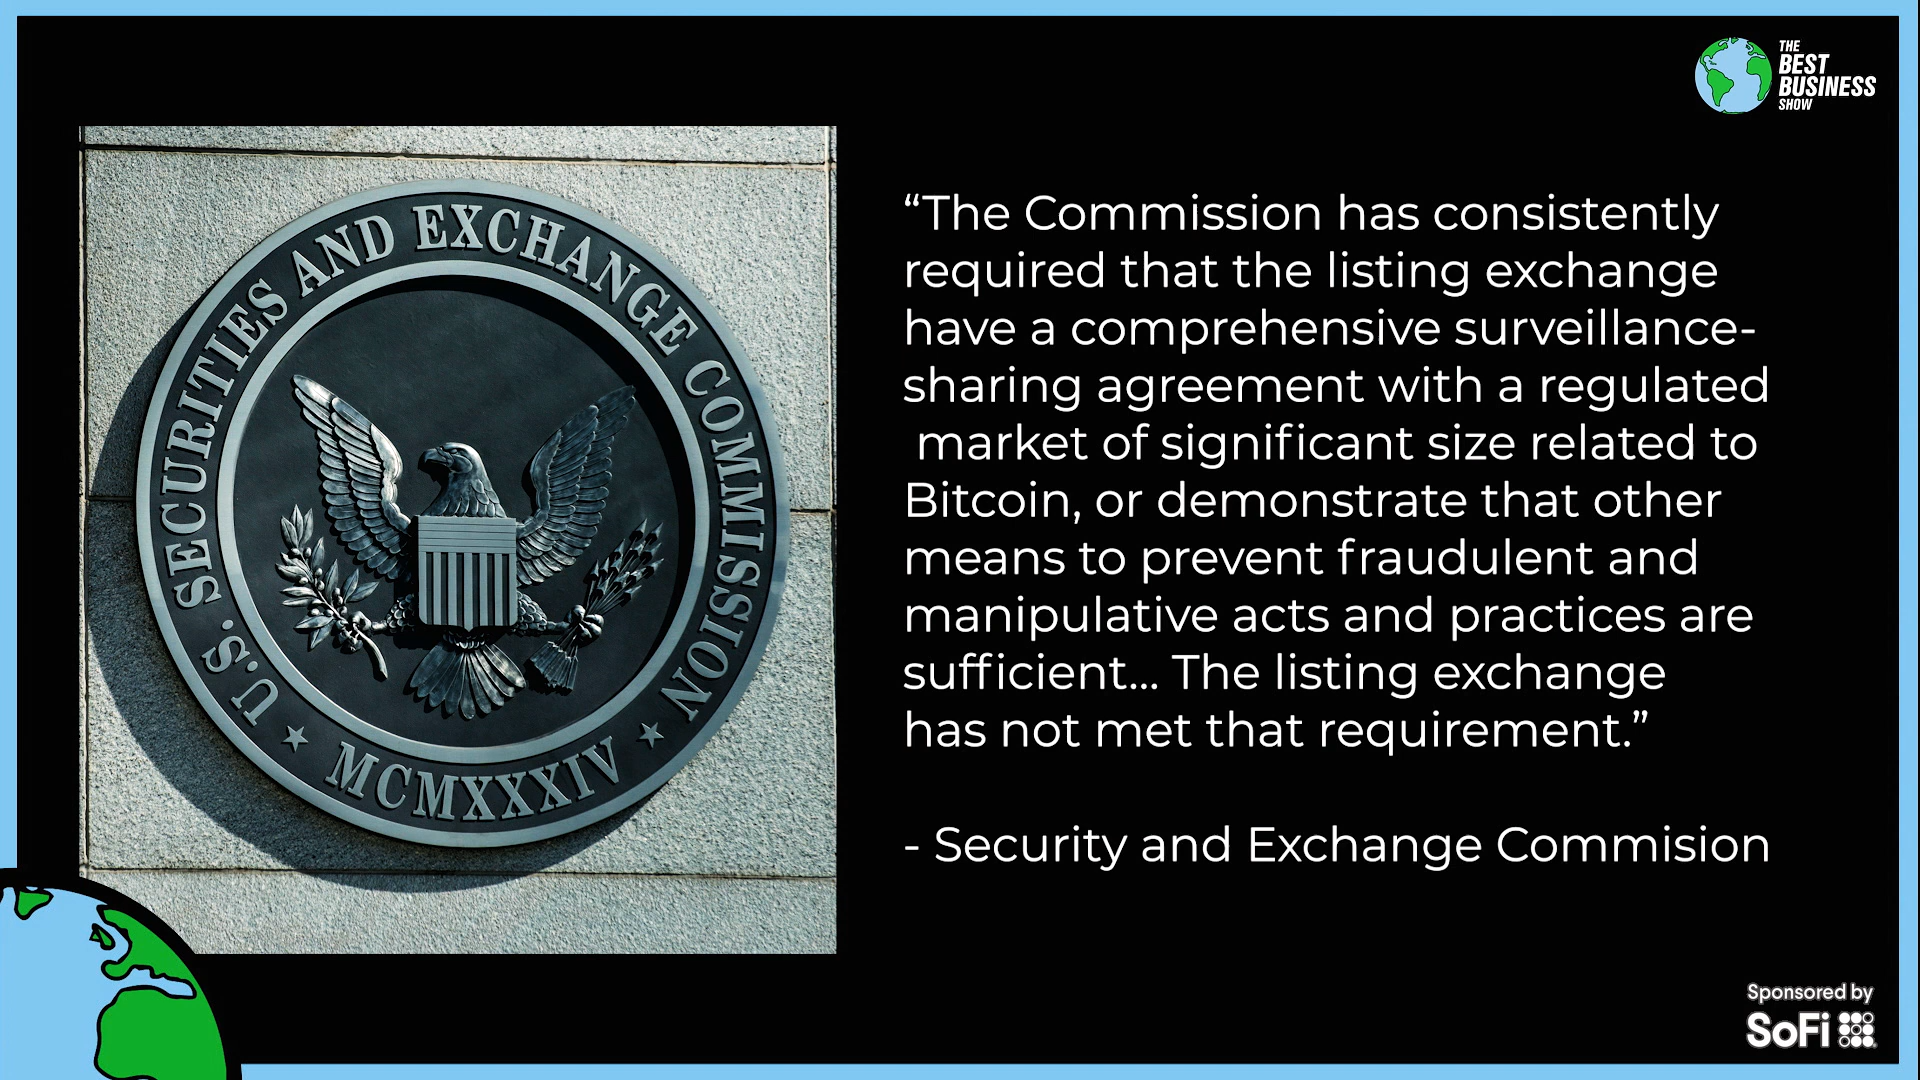 THE
BEST
BUSINESS
SHOW
U.S. SECURITIES AND EXCHANGE COMMISSION
MCMXXXIV
“The Commission has consistently
required that the listing exchange
have a comprehensive surveillance-
sharing agreement with a regulated
market of significant size related to
Bitcoin, or demonstrate that other
means to prevent fraudulent and
manipulative acts and practices are
sufficient... The listing exchange
has not met that requirement.”
- Security and Exchange Commision
Sponsored by
SoFi